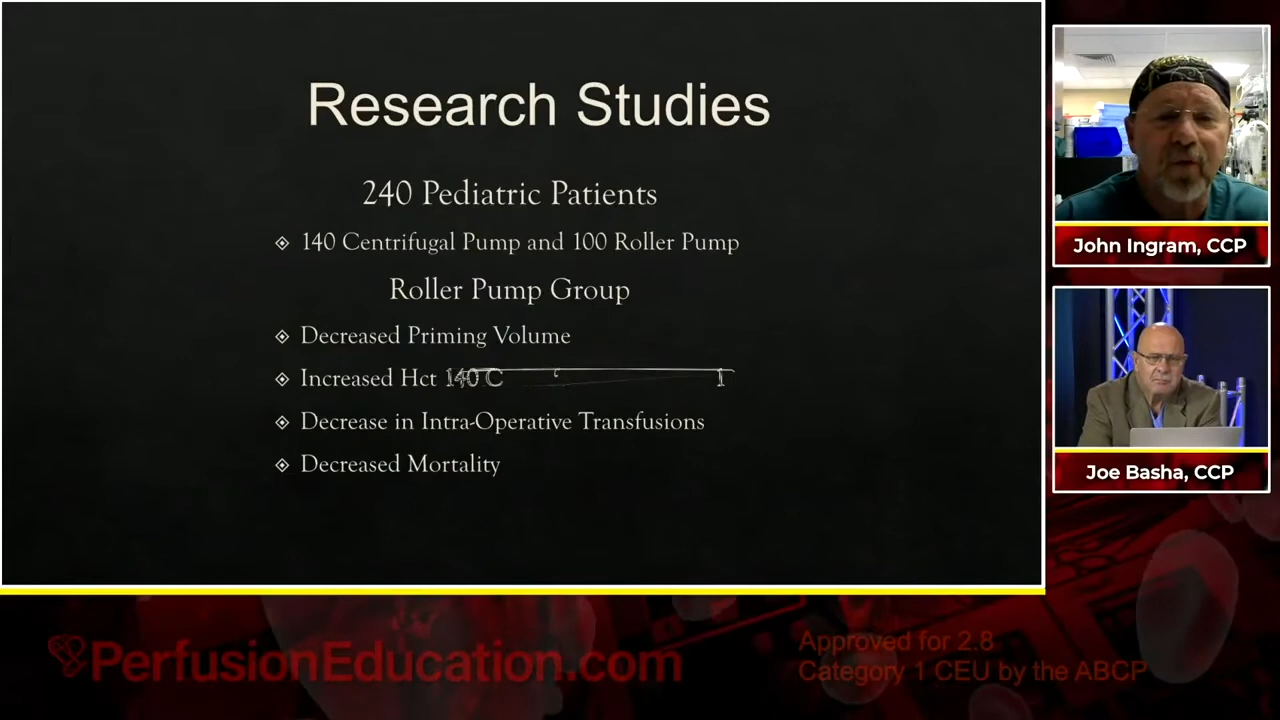 Research Studies
240 Pediatric Patients
140 Centrifugal Pump and 100 Roller Pump
Roller Pump Group
Decreased Priming Volume
Increased Hct
Decrease in Intra-Operative Transfusions
Decreased Mortality
John Ingram, CCP
Joe Basha, CCP
PerfusionEducation.com
Approved for 2.8
Category 1 CEU by the ABCP